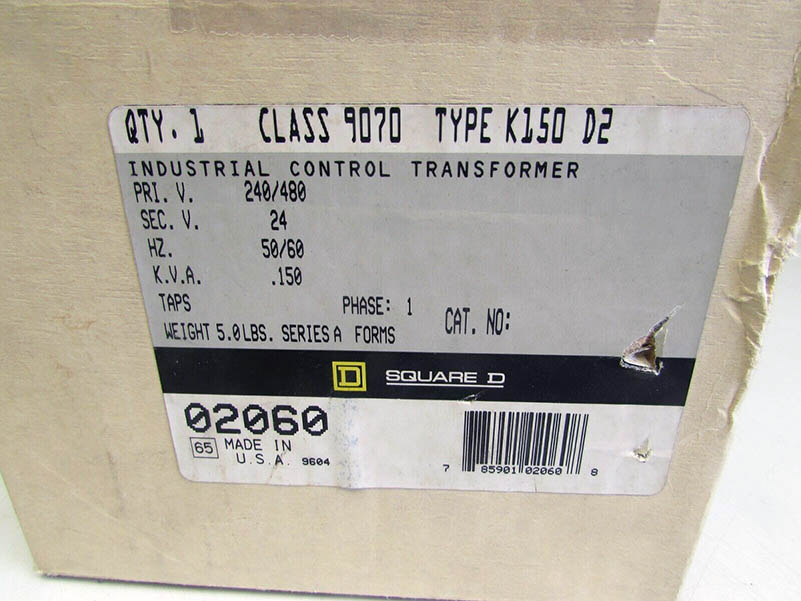 QTY. 1 CLASS 9070 TYPE K150 D2
INDUSTRIAL CONTROL TRANSFORMER
PRI. V. 240/480
SEC. V. 24
HZ. 50/60
K.V.A. .150
TAPS PHASE: 1 CAT. NO:
WEIGHT 5.0LBS. SERIES A FORMS
D SQUARE D
02060
65 MADE IN
U.S.A. 9604
7 85901 02060 8